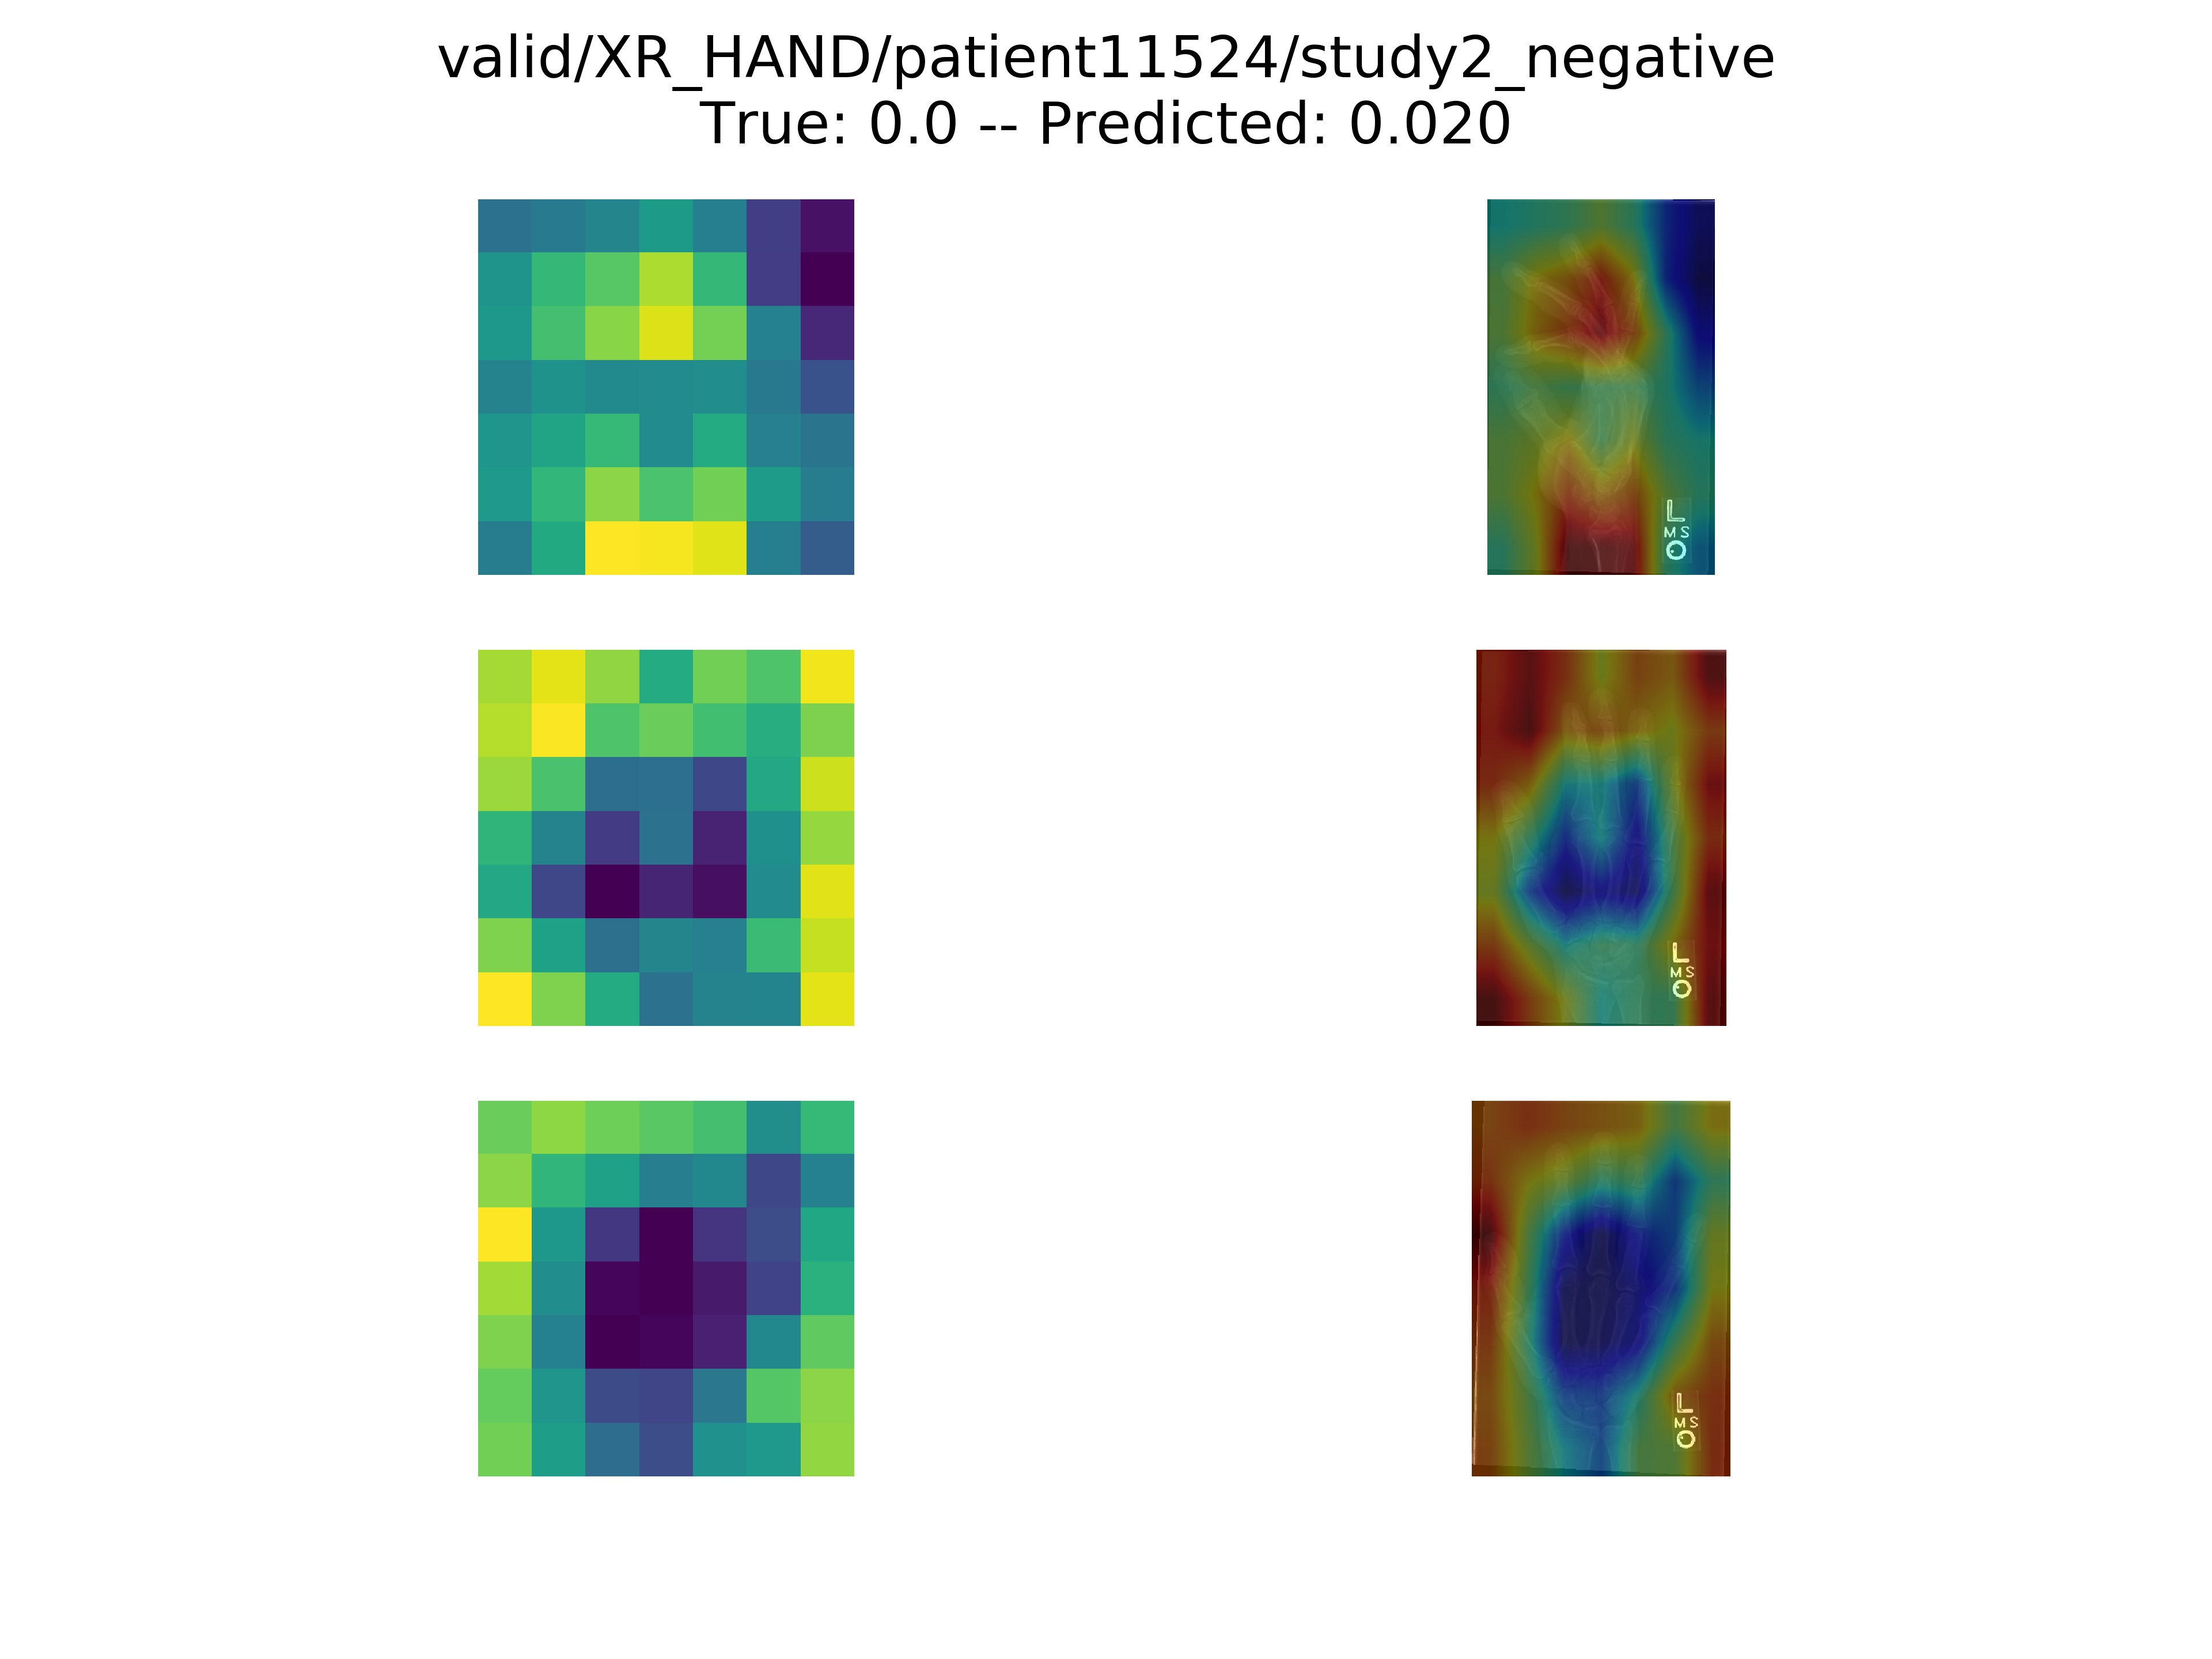 valid/XR_HAND/patient11524/study2_negative
True: 0.0 -- Predicted: 0.020
L
M S
L
M S
L
M S